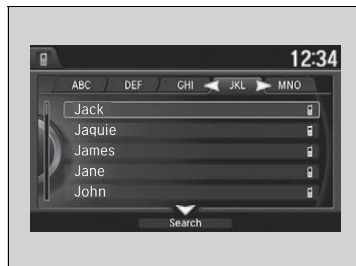 12:34
ABC DEF GHI JKL MNO
Jack
Jaquie
James
Jane
John
Search